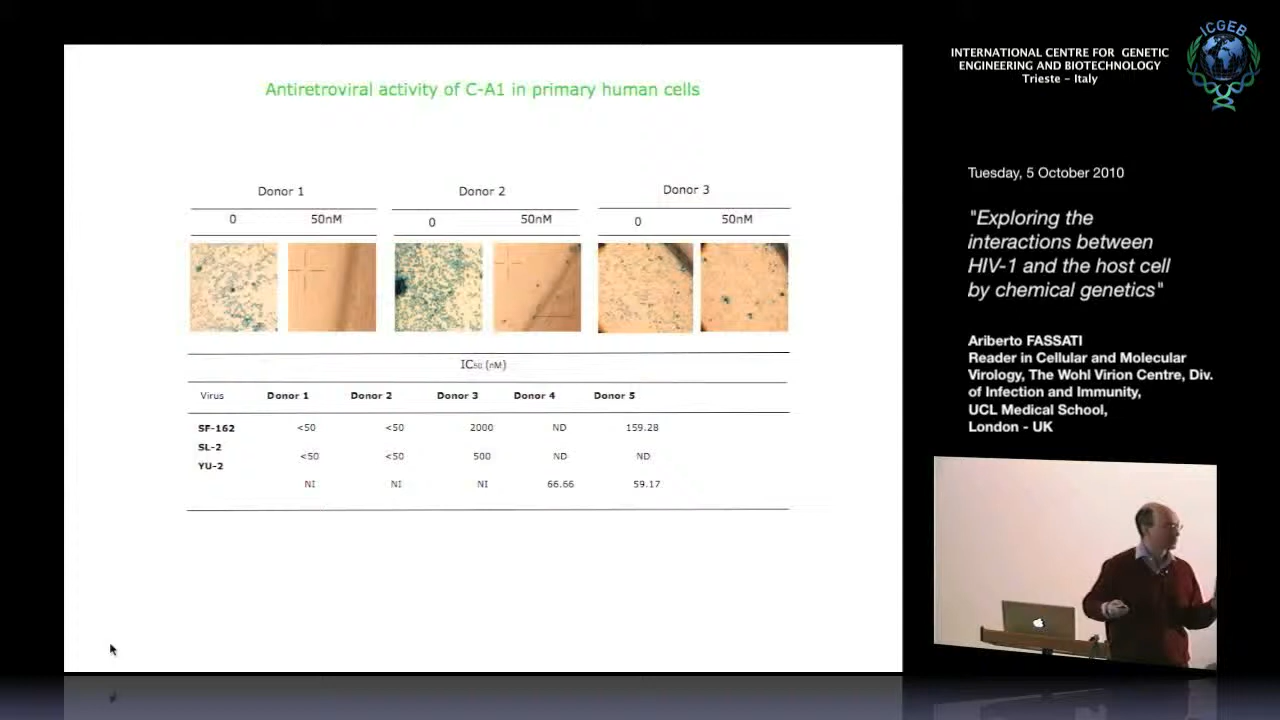 Antiretroviral activity of C-A1 in primary human cells
Donor 1 Donor 2 Donor 3
0 50nM 0 50nM 0 50nM
IC50 (nM)
Virus Donor 1 Donor 2 Donor 3 Donor 4 Donor 5
SF-162 <50 <50 2000 ND 159.28
SL-2 <50 <50 500 ND ND
YU-2 NI NI NI 66.66 59.17
INTERNATIONAL CENTRE FOR GENETIC
ENGINEERING AND BIOTECHNOLOGY
Trieste - Italy
ICGEB
Tuesday, 5 October 2010
"Exploring the
interactions between
HIV-1 and the host cell
by chemical genetics"
Ariberto FASSATI
Reader in Cellular and Molecular
Virology, The Wohl Virion Centre, Div.
of Infection and Immunity,
UCL Medical School,
London - UK